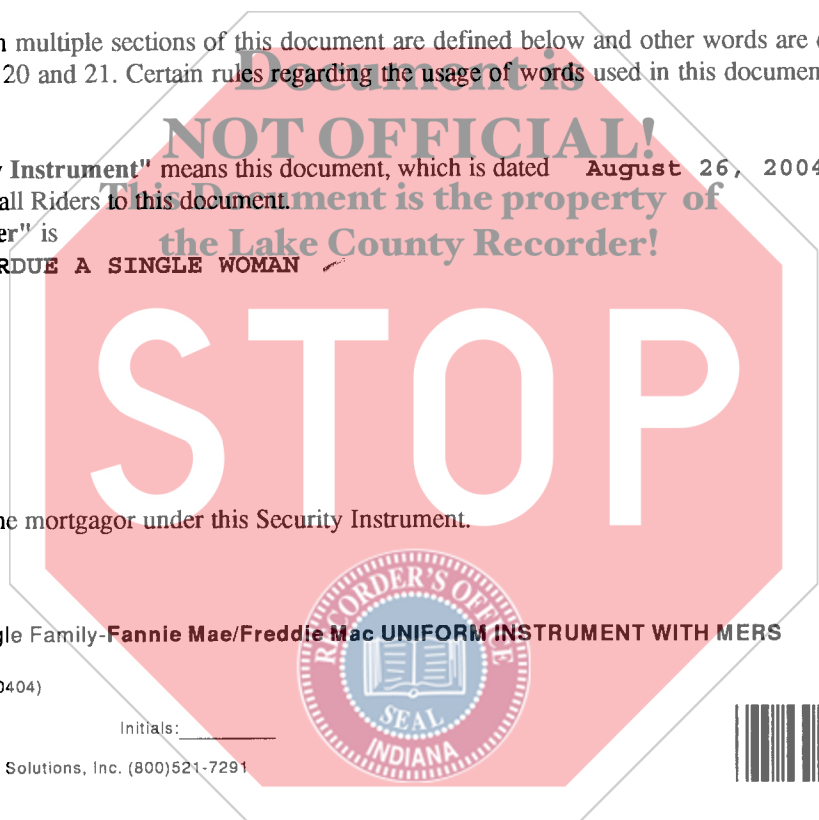 multiple sections of this document are defined below and other words are
Document is
20 and 21. Certain rules regarding the usage of words used in this documen
NOT OFFICIAL!
Instrument" means this document, which is dated August 26, 2004
This Document is the property of
all Riders to this document.
er" is
the Lake County Recorder!
RDUE A SINGLE WOMAN
STOP
he mortgagor under this Security Instrument.
RECORDER'S OFFICE
gle Family-Fannie Mae/Freddie Mac UNIFORM INSTRUMENT WITH MERS
0404)
SEAL
Initials:
INDIANA
Solutions, Inc. (800)521-7291